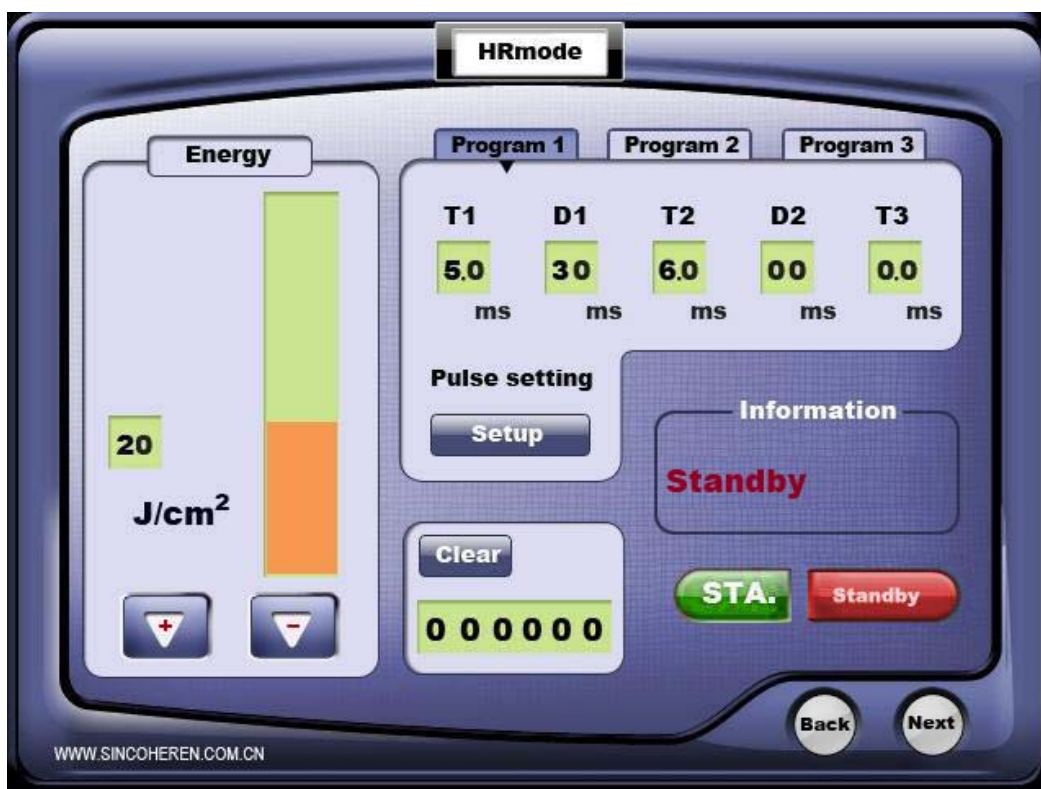 HRmode
Energy
20
J/cm²
+ -
Program 1 Program 2 Program 3
T1 D1 T2 D2 T3
5.0 30 6.0 00 0.0
ms ms ms ms ms
Pulse setting
Setup
Information
Standby
Clear
000000
STA. Standby
Back Next
WWW.SINCOHEREN.COM.CN